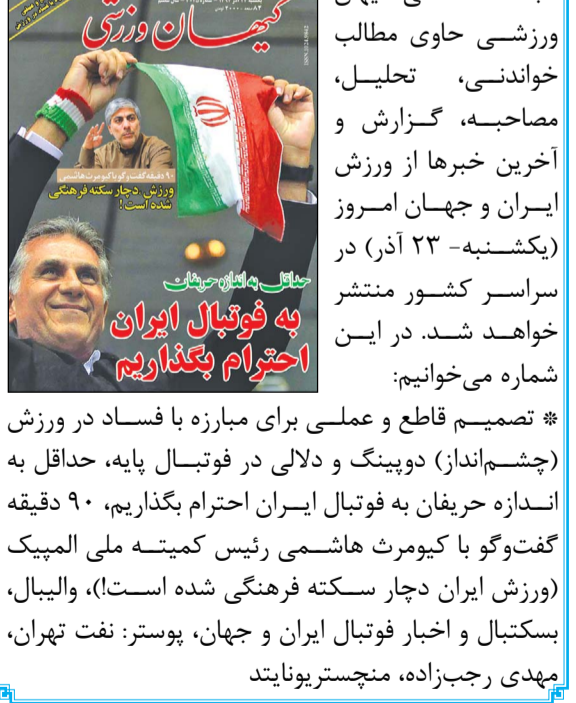 کیهان ورزشی
ISSN 1024-9842
۹۰ دقیقه گفت‌وگو با کیومرث هاشمی
ورزش، دچار سکته فرهنگی
شده است!
حداقل به اندازه حریفان
به فوتبال ایران
احترام بگذاریم
ورزشی حاوی مطالب
خواندنی، تحلیل،
مصاحبه، گزارش و
آخرین خبرها از ورزش
ایران و جهان امروز
(یکشنبه- ۲۳ آذر) در
سراسر کشور منتشر
خواهد شد. در این
شماره می‌خوانیم:
* تصمیم قاطع و عملی برای مبارزه با فساد در ورزش
(چشم‌انداز) دوپینگ و دلالی در فوتبال پایه، حداقل به
اندازه حریفان به فوتبال ایران احترام بگذاریم، ۹۰ دقیقه
گفت‌وگو با کیومرث هاشمی رئیس کمیته ملی المپیک
(ورزش ایران دچار سکته فرهنگی شده است!)، والیبال،
بسکتبال و اخبار فوتبال ایران و جهان، پوستر: نفت تهران،
مهدی رجب‌زاده، منچستریونایتد